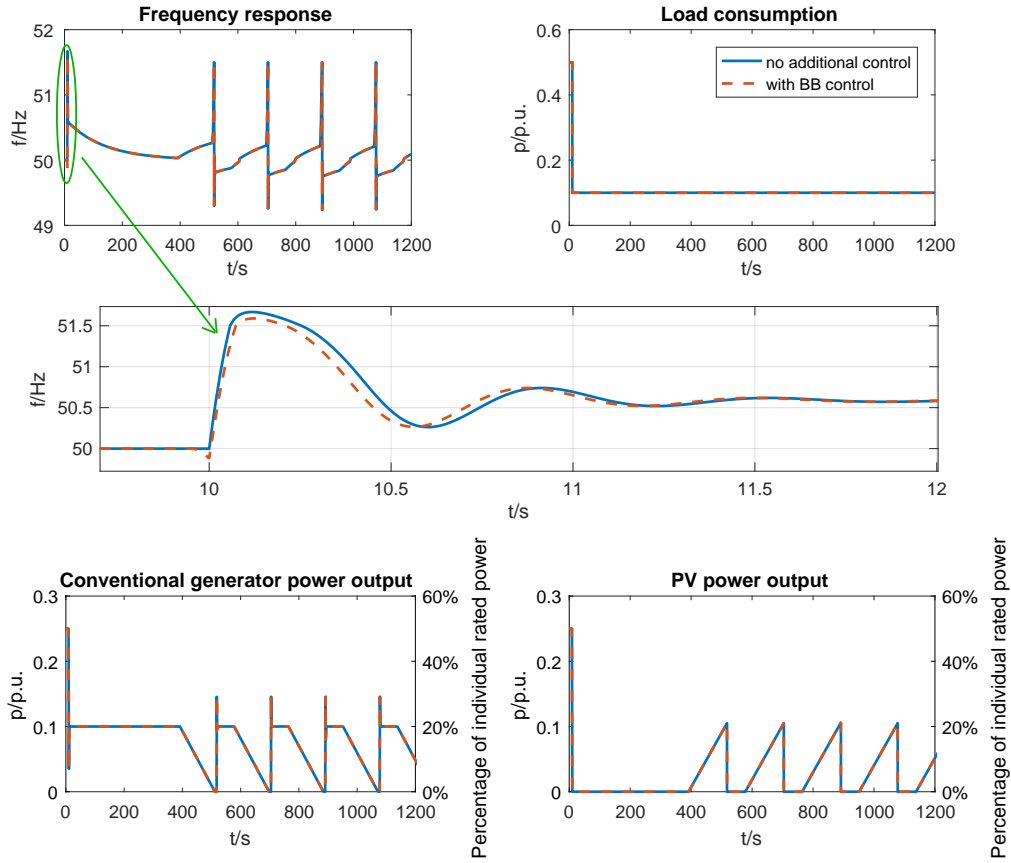 Frequency response
52
51
50
49
f/Hz
0 200 400 600 800 1000 1200
t/s
Load consumption
0.6
0.4
0.2
0
p/p.u.
no additional control
with BB control
0 200 400 600 800 1000 1200
t/s
51.5
51
50.5
50
f/Hz
10 10.5 11 11.5 12
t/s
Conventional generator power output
0.3
0.2
0.1
0
p/p.u.
60%
40%
20%
0%
Percentage of individual rated power
0 200 400 600 800 1000 1200
t/s
PV power output
0.3
0.2
0.1
0
p/p.u.
60%
40%
20%
0%
Percentage of individual rated power
0 200 400 600 800 1000 1200
t/s